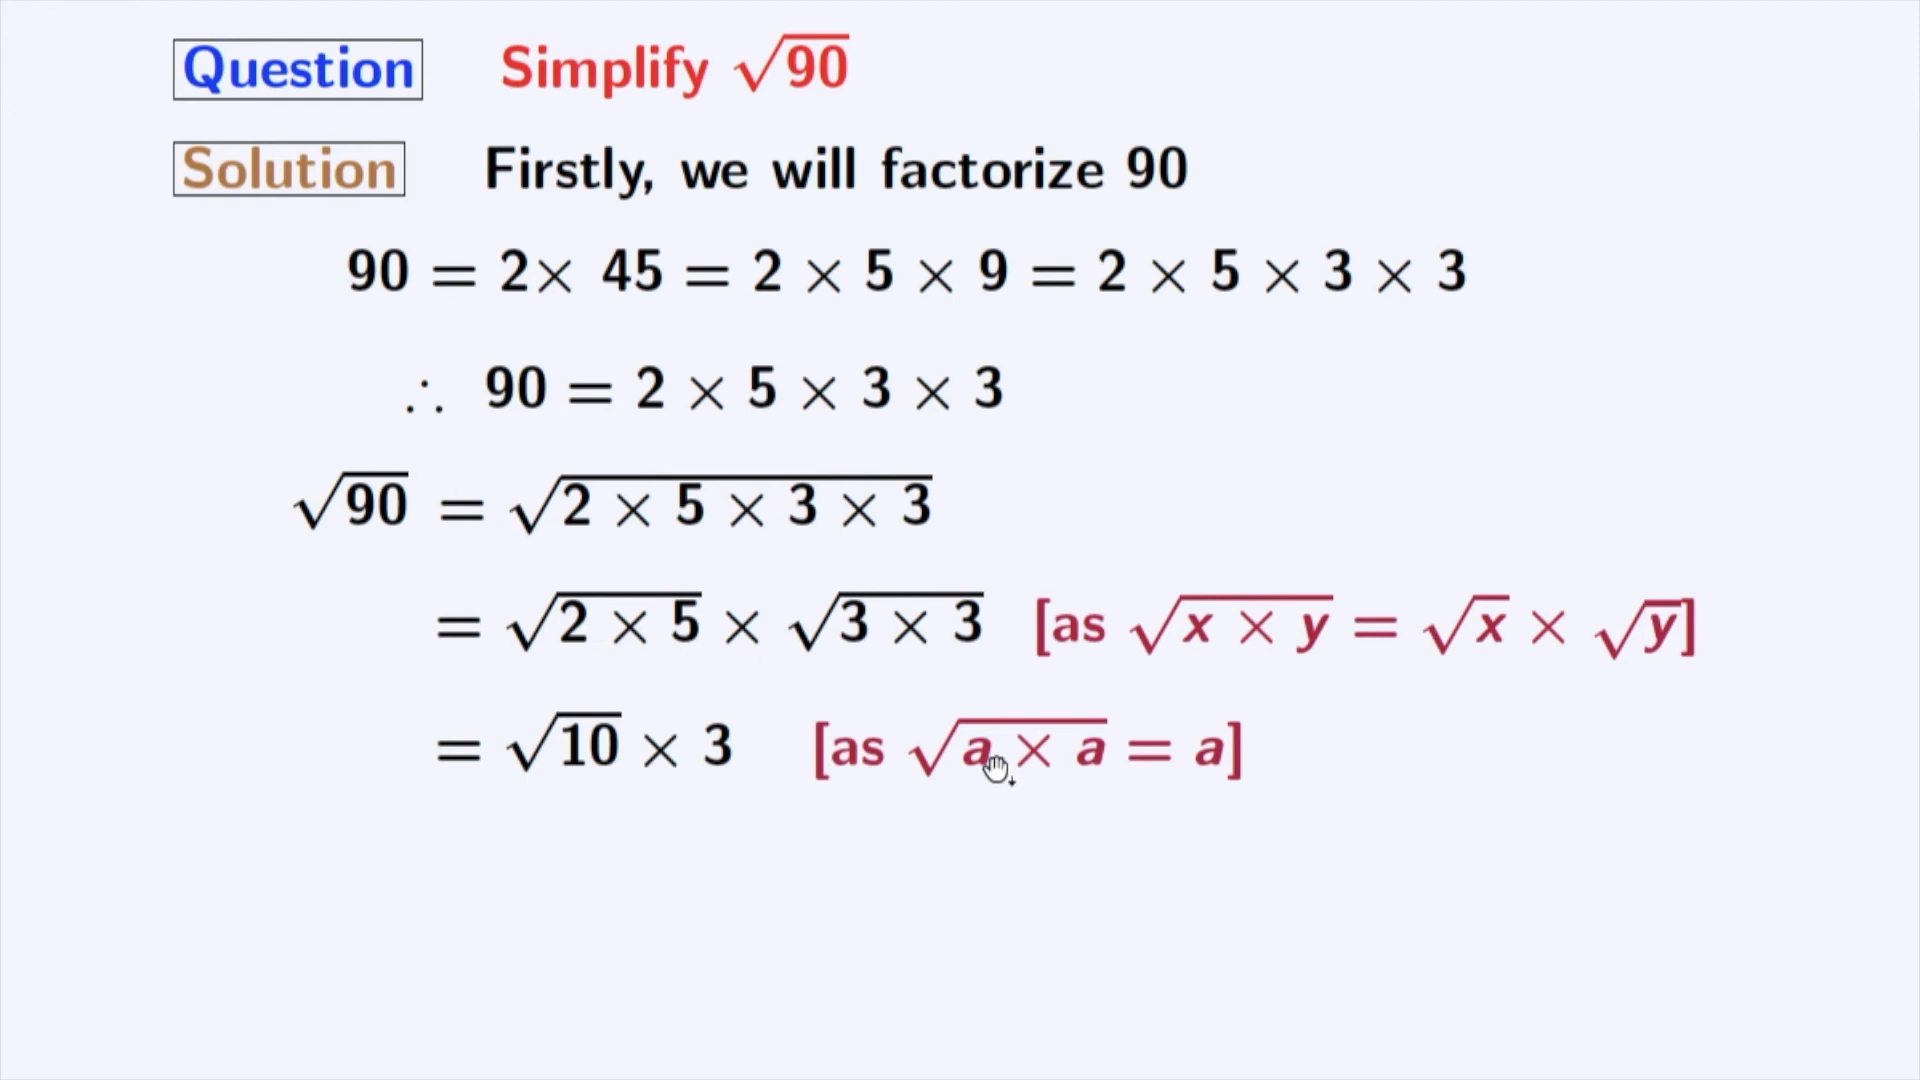 Question Simplify √90
Solution Firstly, we will factorize 90
90 = 2× 45 = 2 × 5 × 9 = 2 × 5 × 3 × 3
∴ 90 = 2 × 5 × 3 × 3
√90 = √(2 × 5 × 3 × 3)
= √(2 × 5) × √(3 × 3) [as √(x × y) = √x × √y]
= √10 × 3 [as √(a × a) = a]